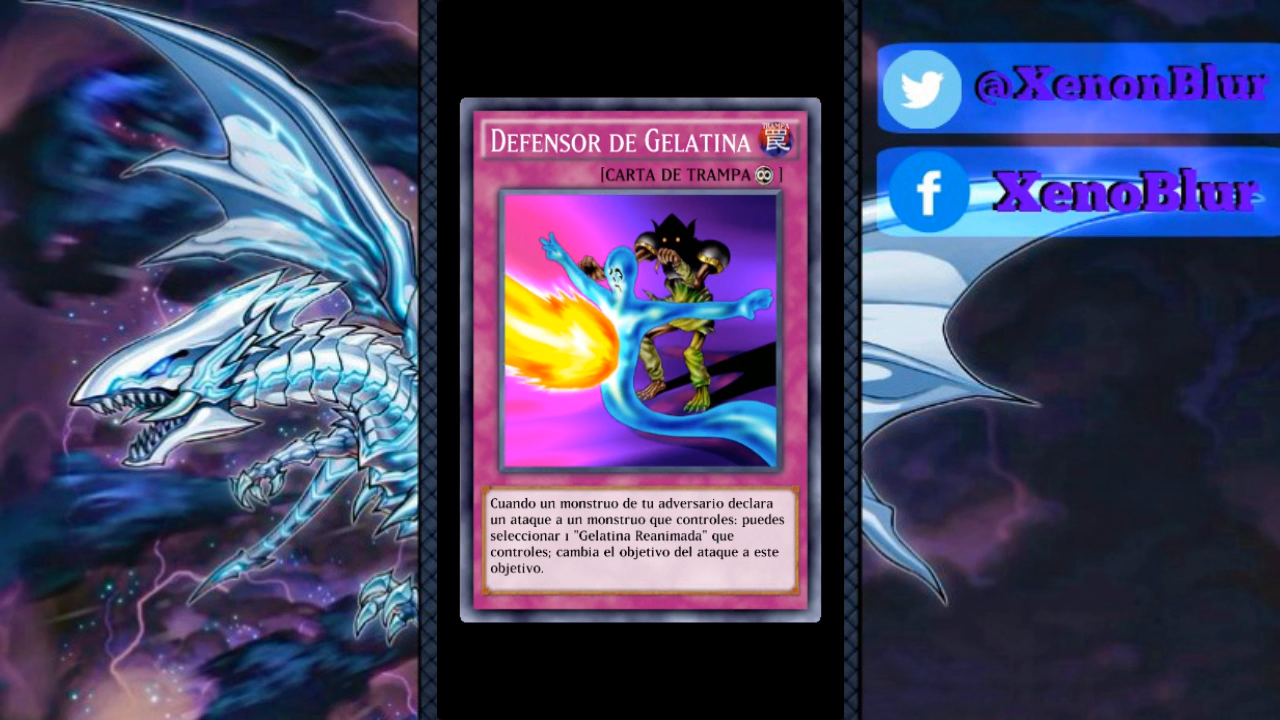 @XenonBlur
f XenoBlur
DEFENSOR DE GELATINA
TRAMPA
罠
[CARTA DE TRAMPA ]
Cuando un monstruo de tu adversario declara
un ataque a un monstruo que controles: puedes
seleccionar 1 "Gelatina Reanimada" que
controles; cambia el objetivo del ataque a este
objetivo.